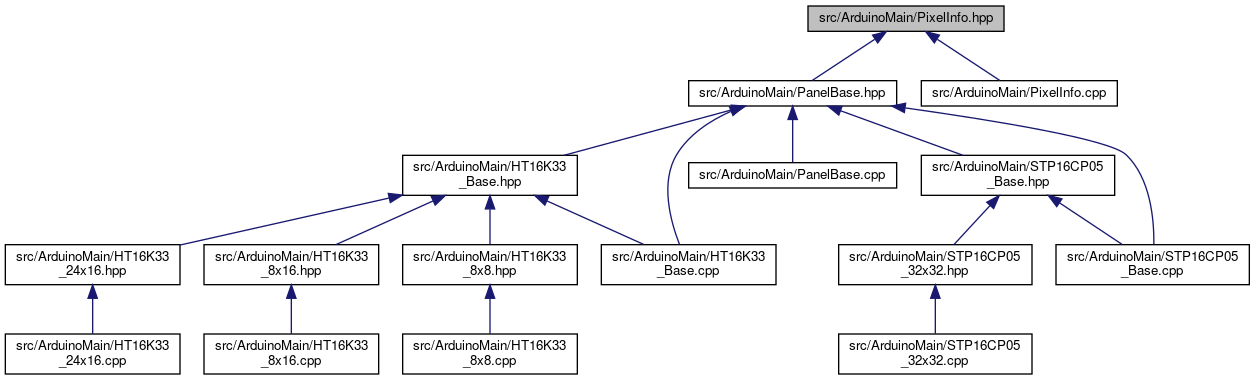 src/ArduinoMain/PixelInfo.hpp
src/ArduinoMain/PanelBase.hpp
src/ArduinoMain/PixelInfo.cpp
src/ArduinoMain/HT16K33
_Base.hpp
src/ArduinoMain/PanelBase.cpp
src/ArduinoMain/STP16CP05
_Base.hpp
src/ArduinoMain/HT16K33
_24x16.hpp
src/ArduinoMain/HT16K33
_8x16.hpp
src/ArduinoMain/HT16K33
_8x8.hpp
src/ArduinoMain/HT16K33
_Base.cpp
src/ArduinoMain/STP16CP05
_32x32.hpp
src/ArduinoMain/STP16CP05
_Base.cpp
src/ArduinoMain/HT16K33
_24x16.cpp
src/ArduinoMain/HT16K33
_8x16.cpp
src/ArduinoMain/HT16K33
_8x8.cpp
src/ArduinoMain/STP16CP05
_32x32.cpp